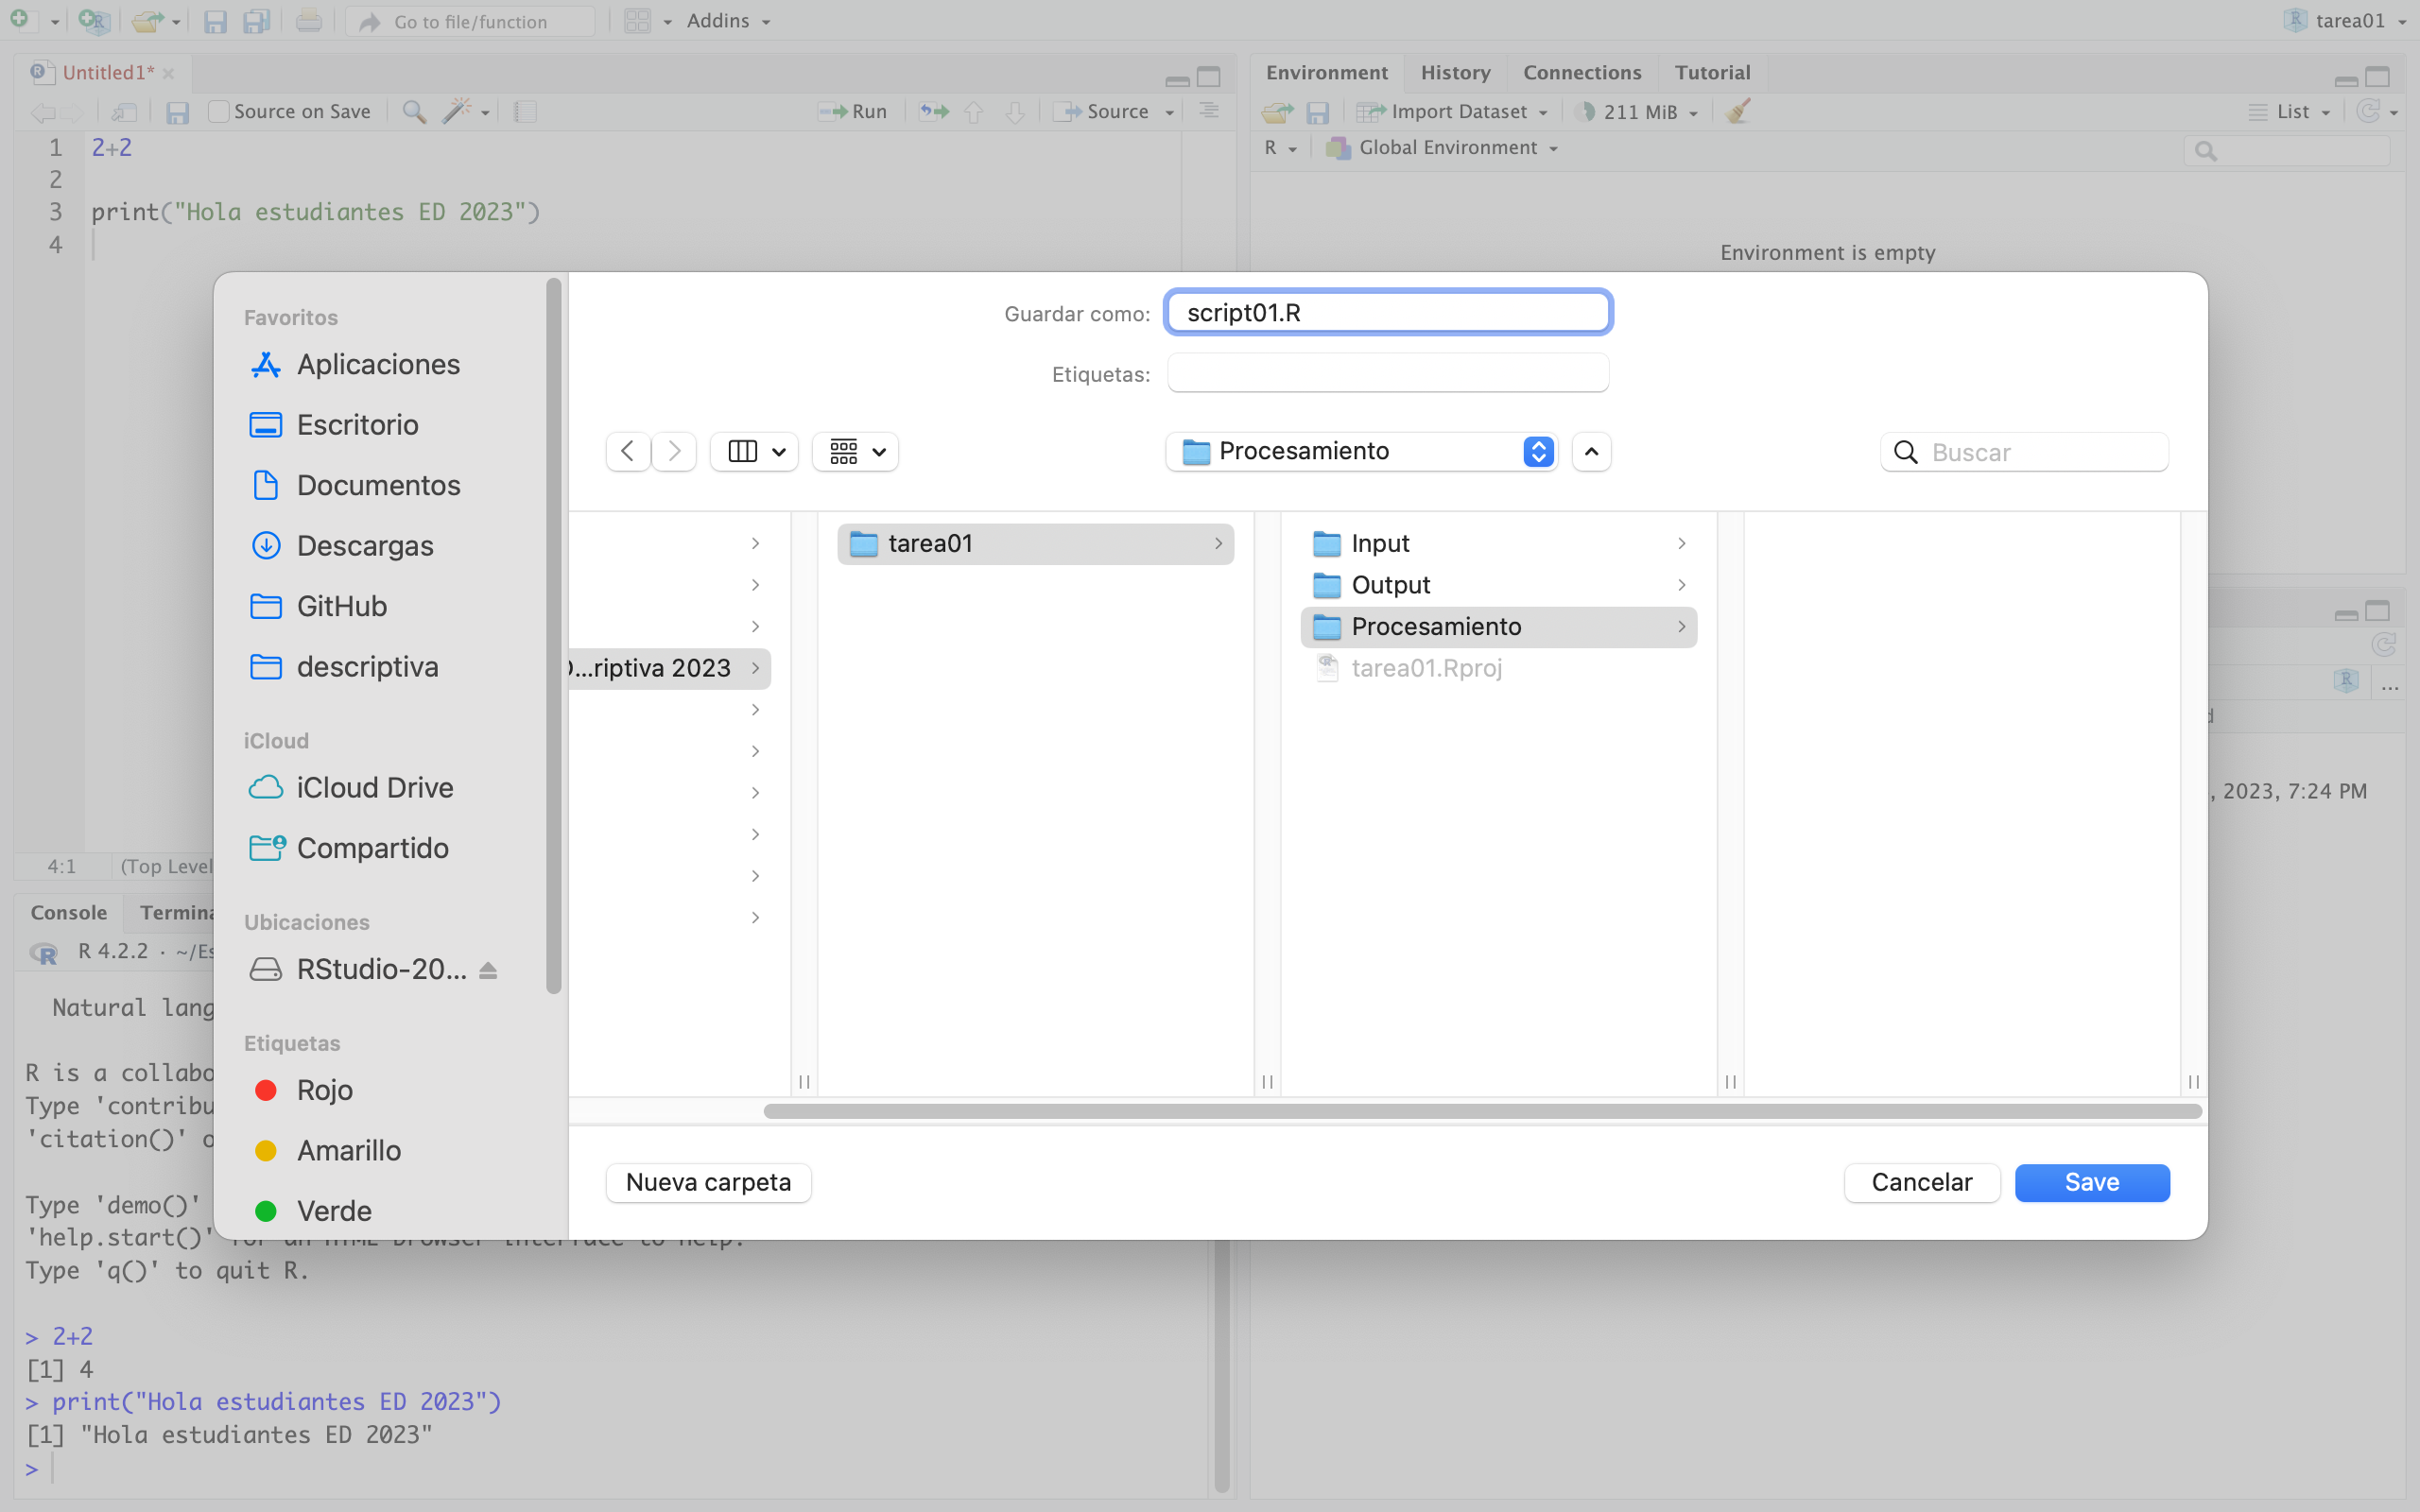 Go to file/function
Addins
tarea01
Untitled1*
Source on Save
Run
Source
1 2+2
2
3 print("Hola estudiantes ED 2023")
4
4:1 (Top Level
Environment History Connections Tutorial
Import Dataset
211 MiB
List
R
Global Environment
Environment is empty
Favoritos
Aplicaciones
Escritorio
Documentos
Descargas
GitHub
descriptiva
iCloud
iCloud Drive
Compartido
Ubicaciones
RStudio-20...
Etiquetas
Rojo
Amarillo
Verde
Guardar como: script01.R
Etiquetas:
Procesamiento
Buscar
...riptiva 2023
tarea01
Input
Output
Procesamiento
tarea01.Rproj
Nueva carpeta
Cancelar
Save
, 2023, 7:24 PM
Console Termina
R 4.2.2 · ~/Es
Natural lang
R is a collabo
Type 'contribu
'citation()' o
Type 'demo()'
'help.start()' for an HTML browser interface to help.
Type 'q()' to quit R.
> 2+2
[1] 4
> print("Hola estudiantes ED 2023")
[1] "Hola estudiantes ED 2023"
>